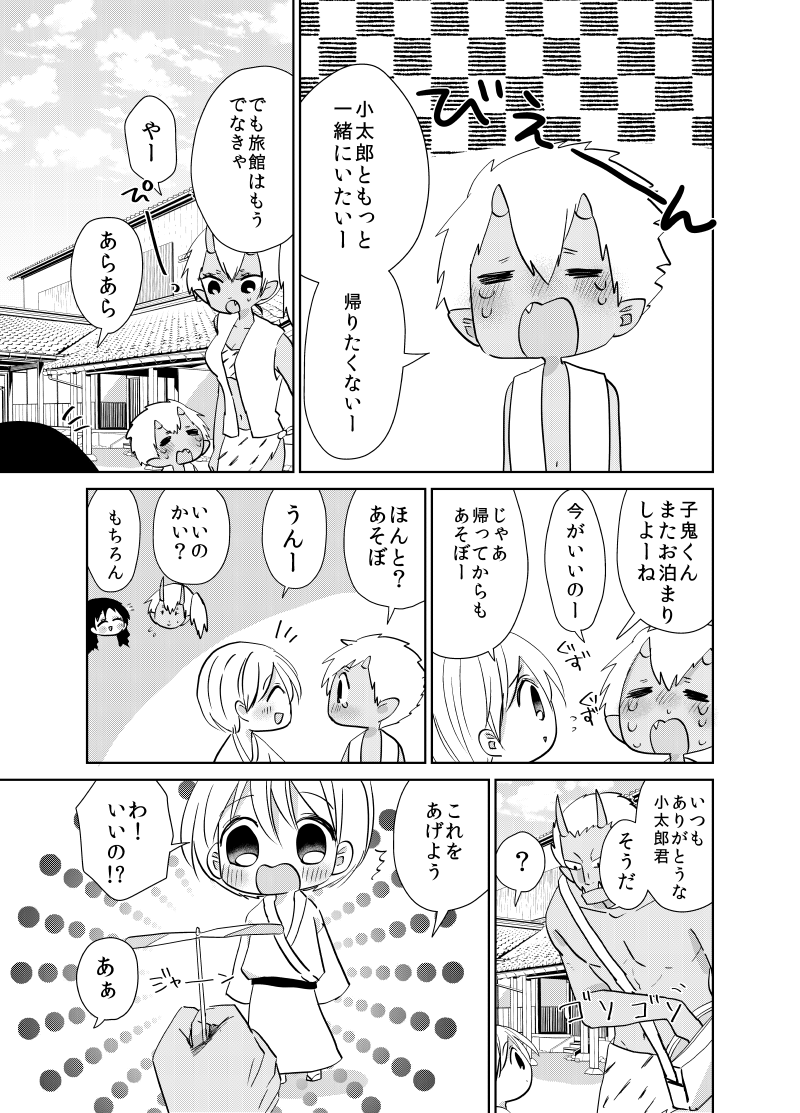 びえーーん
小太郎ともっと
一緒にいたいー
帰りたくないー
でも旅館はもう
でなきゃ
やー
ぴ
あらあら
子鬼くん
またお泊まり
しよーね
今がいいのー
ぐず
ぐず
じゃあ
帰ってからも
あそぼー
ほんと？
あそぼ
うんー
いいの
かい？
もちろん
いつも
ありがとうな
小太郎君
そうだ
？
ゴソゴソ
これを
あげよう
わ！
いいの!?
ジャーン
あぁ